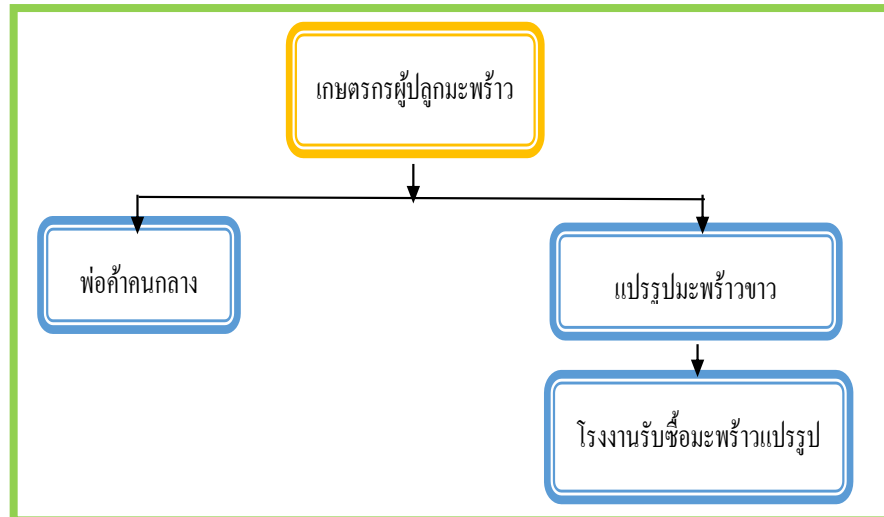 เกษตรกรผู้ปลูกมะพร้าว
พ่อค้าคนกลาง
แปรรูปมะพร้าวขาว
โรงงานรับซื้อมะพร้าวแปรรูป